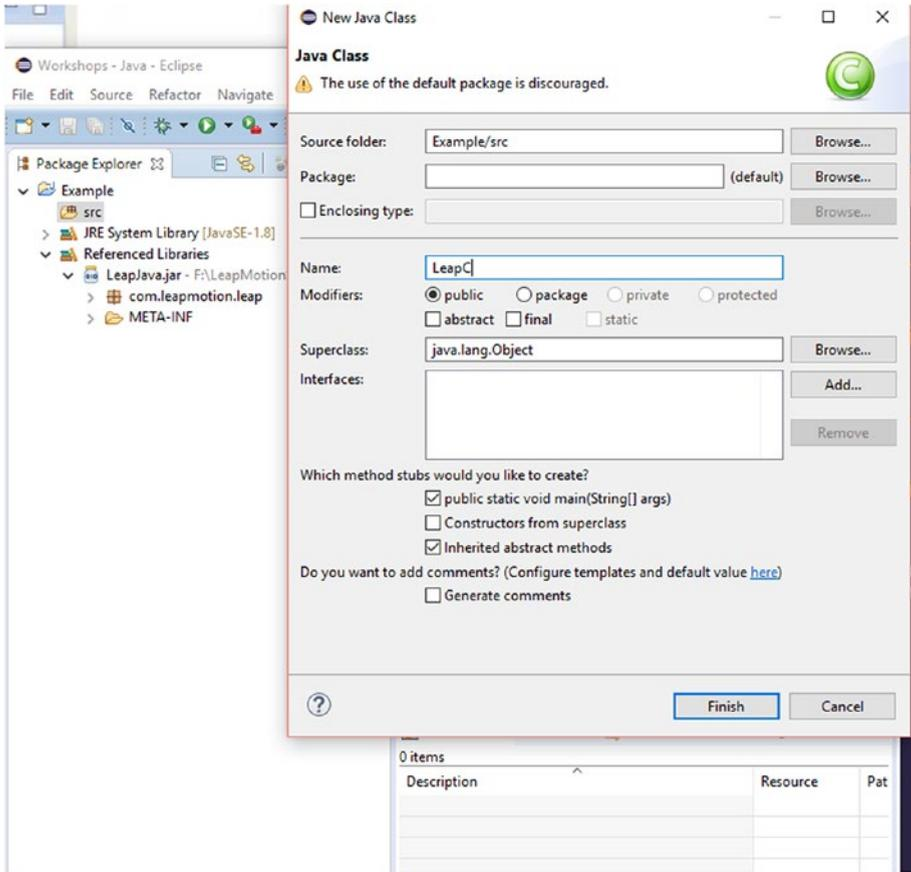 New Java Class
Java Class
The use of the default package is discouraged.
Workshops - Java - Eclipse
File Edit Source Refactor Navigate
Package Explorer
Example
src
JRE System Library [JavaSE-1.8]
Referenced Libraries
LeapJava.jar - F:\LeapMotion
com.leapmotion.leap
META-INF
Source folder: Example/src Browse...
Package: (default) Browse...
Enclosing type: Browse...
Name: LeapC
Modifiers: public package private protected
abstract final static
Superclass: java.lang.Object Browse...
Interfaces: Add...
Remove
Which method stubs would you like to create?
public static void main(String[] args)
Constructors from superclass
Inherited abstract methods
Do you want to add comments? (Configure templates and default value here)
Generate comments
? Finish Cancel
0 items
Description Resource Pat